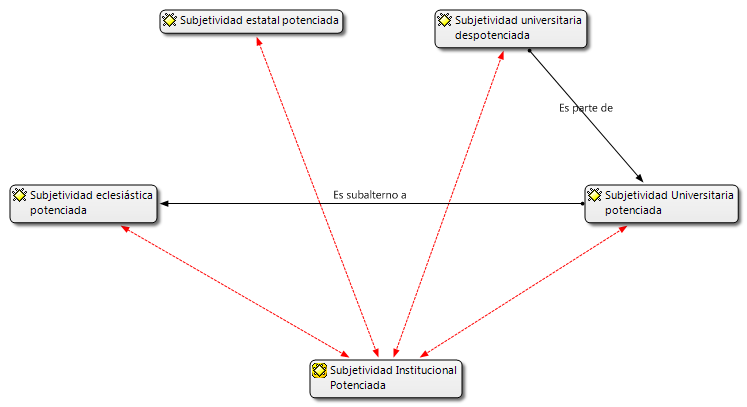 Subjetividad estatal potenciada
Subjetividad universitaria
despotenciada
Es parte de
Subjetividad eclesiástica
potenciada
Es subalterno a
Subjetividad Universitaria
potenciada
Subjetividad Institucional
Potenciada